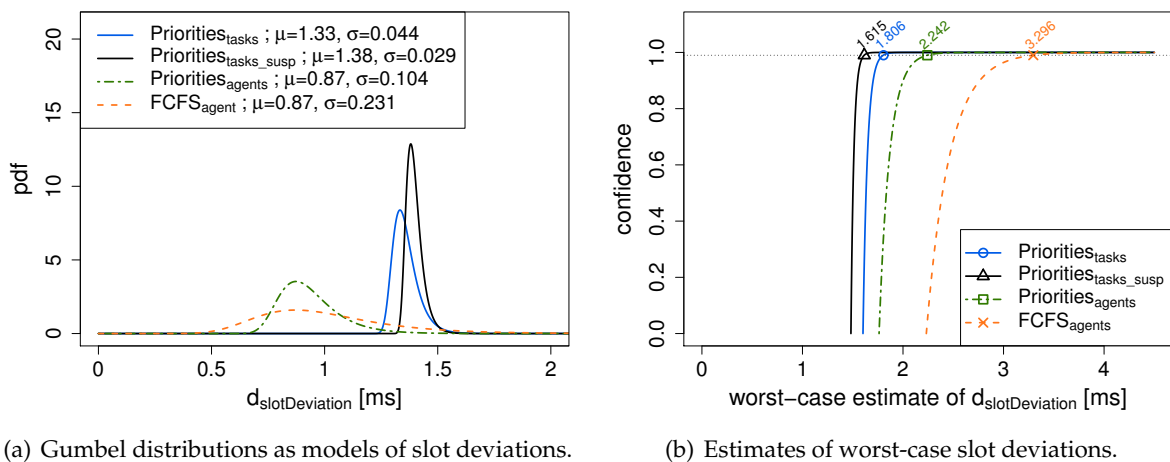 Priorities_tasks ; μ=1.33, σ=0.044
Priorities_tasks_susp ; μ=1.38, σ=0.029
Priorities_agents ; μ=0.87, σ=0.104
FCFS_agent ; μ=0.87, σ=0.231
pdf
20
15
10
5
0
0 0.5 1 1.5 2
d_slotDeviation [ms]
(a) Gumbel distributions as models of slot deviations.
1.615
1.806
2.242
3.296
confidence
1.0
0.8
0.6
0.4
0.2
0.0
Priorities_tasks
Priorities_tasks_susp
Priorities_agents
FCFS_agents
0 1 2 3 4
worst−case estimate of d_slotDeviation [ms]
(b) Estimates of worst-case slot deviations.